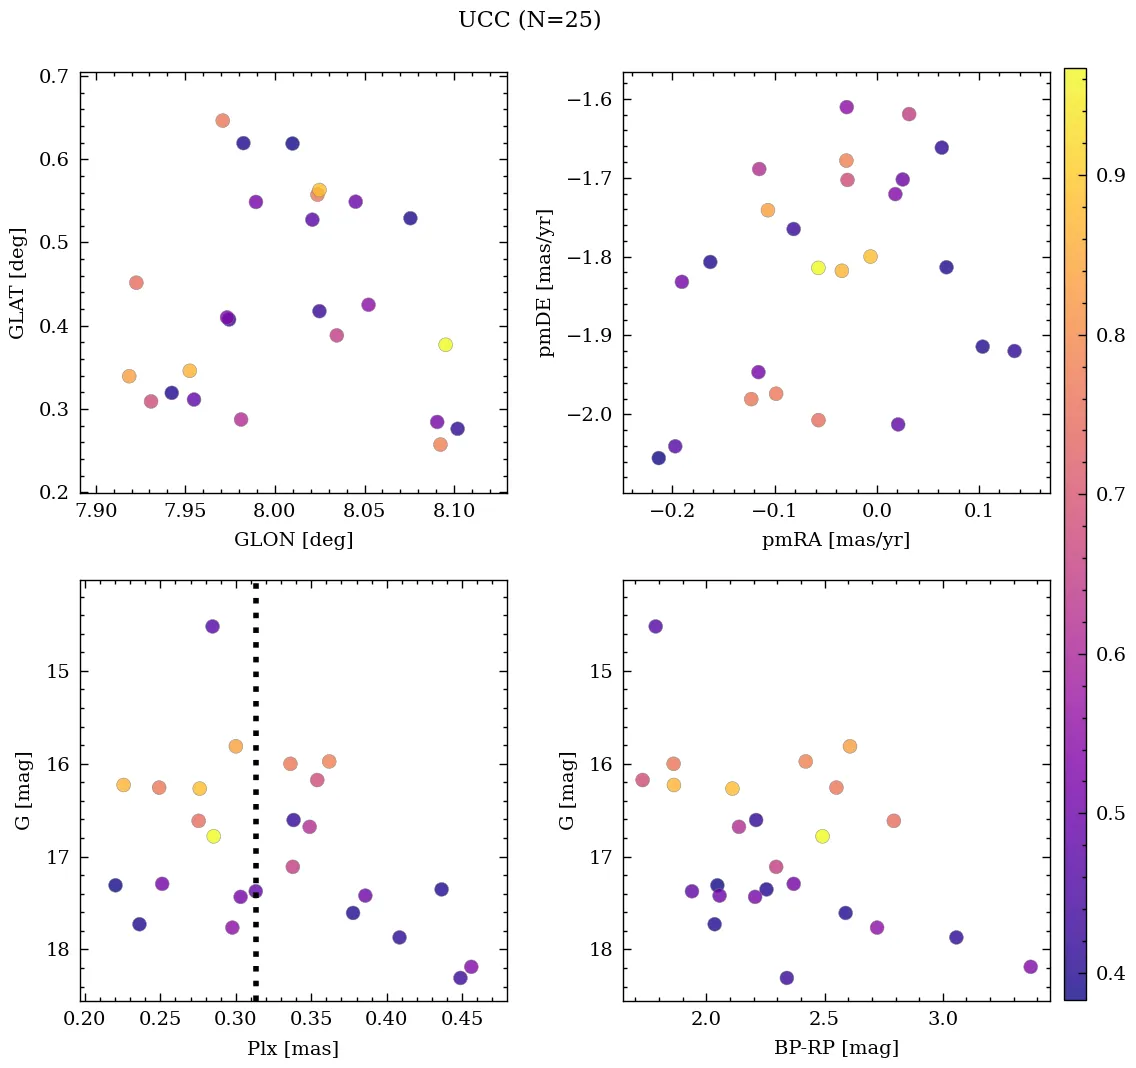 UCC (N=25)
0.7
0.6
0.5
0.4
0.3
0.2
GLAT [deg]
7.90 7.95 8.00 8.05 8.10
GLON [deg]
−1.6
−1.7
−1.8
−1.9
−2.0
pmDE [mas/yr]
−0.2 −0.1 0.0 0.1
pmRA [mas/yr]
15
16
17
18
G [mag]
0.20 0.25 0.30 0.35 0.40 0.45
Plx [mas]
15
16
17
18
G [mag]
2.0 2.5 3.0
BP-RP [mag]
0.9
0.8
0.7
0.6
0.5
0.4